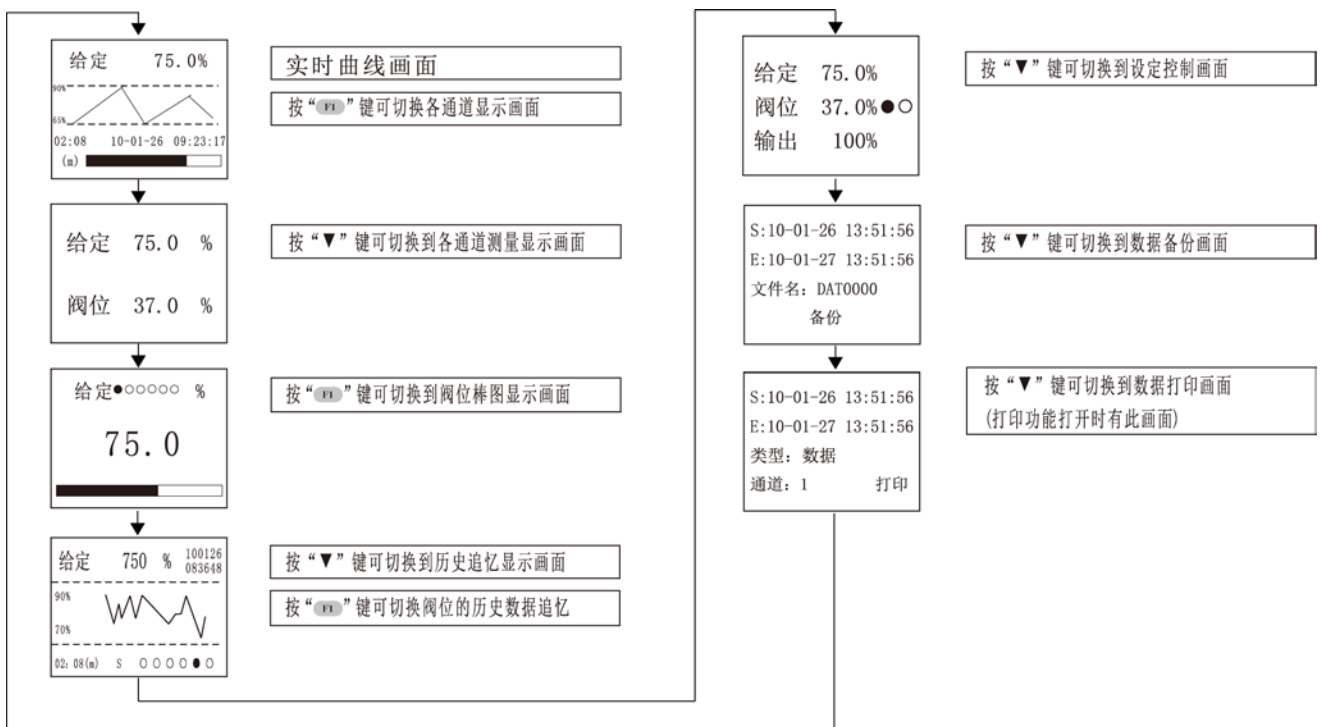 给定 75.0%
90%
65%
02:08 10-01-26 09:23:17
(m)
实时曲线画面
按“F1”键可切换各通道显示画面
给定 75.0 %
阀位 37.0 %
按“▼”键可切换到各通道测量显示画面
给定●○○○○○ %
75.0
按“F1”键可切换到阀位棒图显示画面
给定 750 % 100126
083648
90%
70%
02: 08(m) S ○○○○●○
按“▼”键可切换到历史追忆显示画面
按“F1”键可切换阀位的历史数据追忆
给定 75.0%
阀位 37.0%●○
输出 100%
按“▼”键可切换到设定控制画面
S:10-01-26 13:51:56
E:10-01-27 13:51:56
文件名: DAT0000
备份
按“▼”键可切换到数据备份画面
S:10-01-26 13:51:56
E:10-01-27 13:51:56
类型: 数据
通道: 1 打印
按“▼”键可切换到数据打印画面
(打印功能打开时有此画面)